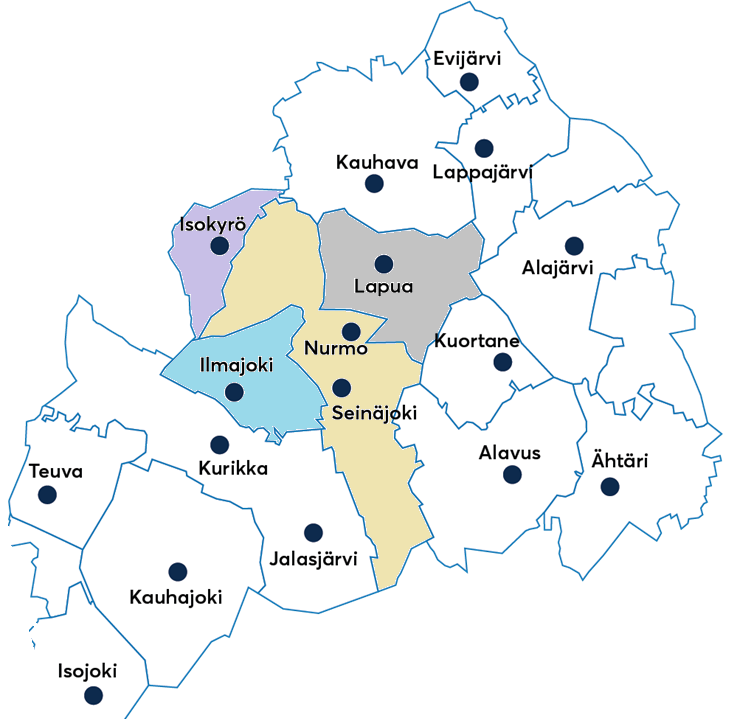 Evijärvi
Kauhava
Lappajärvi
Isokyrö
Alajärvi
Lapua
Nurmo
Kuortane
Ilmajoki
Seinäjoki
Kurikka
Alavus
Ähtäri
Teuva
Jalasjärvi
Kauhajoki
Isojoki